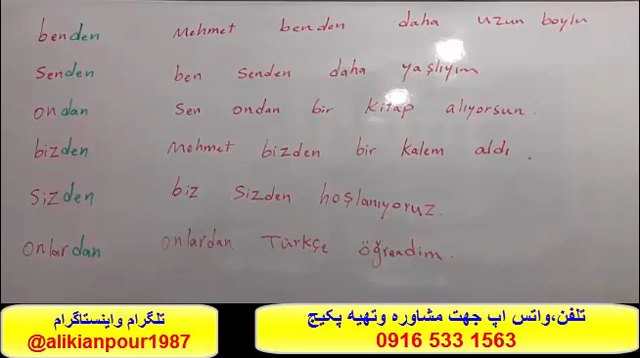 benden Mehmet benden daha uzun boylu
senden ben senden daha yaşlıyım
ondan Sen ondan bir kitap alıyorsun.
bizden Mehmet bizden bir kalem aldı.
sizden biz sizden hoşlanıyoruz.
onlardan onlardan Türkçe öğrendim.
تلگرام واینستاگرام
@alikianpour1987
تلفن،واتس اپ جهت مشاوره وتهیه پکیج
0916 533 1563